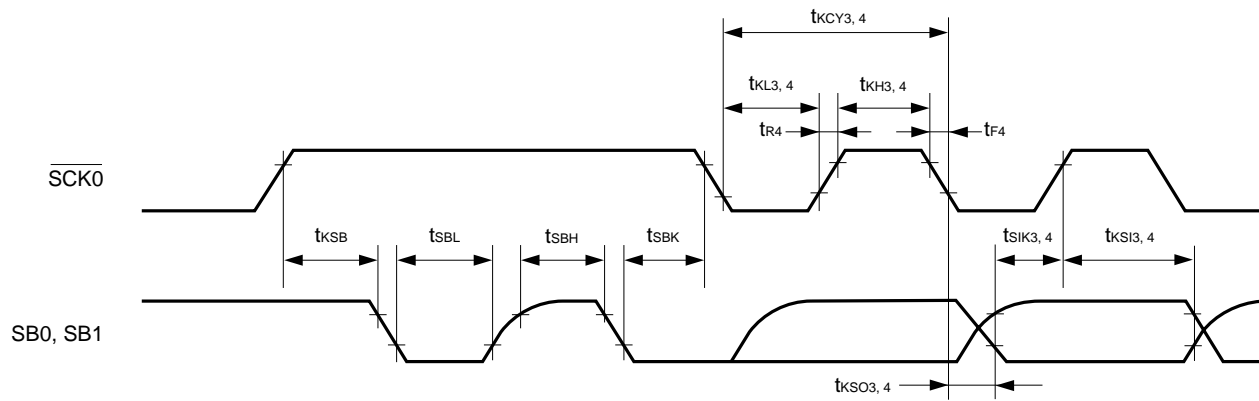 tKCY3, 4
tKL3, 4
tKH3, 4
tR4
tF4
SCK0
tKSB
tSBL
tSBH
tSBK
tSIK3, 4
tKSI3, 4
SB0, SB1
tKSO3, 4